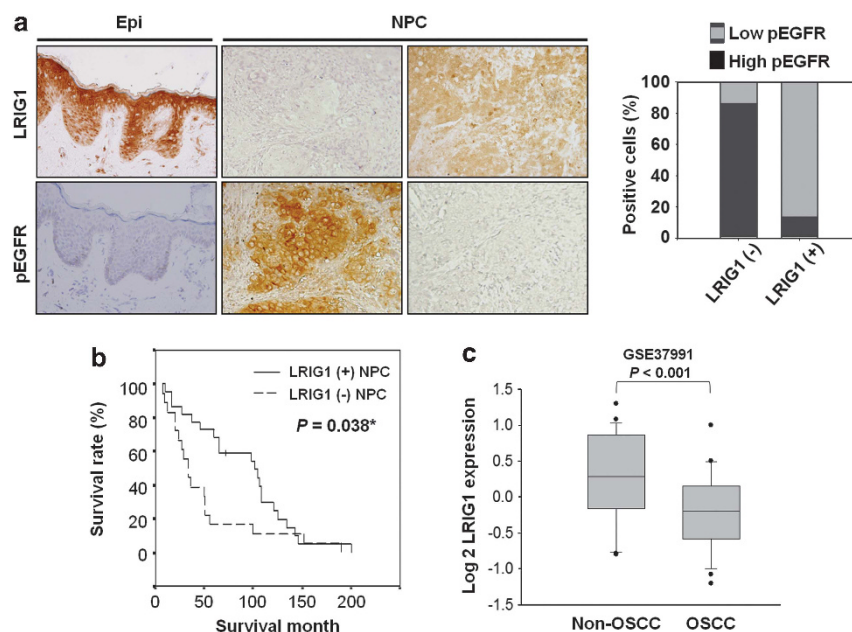 a
Epi
NPC
LRIG1
pEGFR
Low pEGFR
High pEGFR
Positive cells (%)
100
80
60
40
20
0
LRIG1 (-)
LRIG1 (+)
b
LRIG1 (+) NPC
LRIG1 (-) NPC
P = 0.038*
Survival rate (%)
100
80
60
40
20
0
0 50 100 150 200
Survival month
c
GSE37991
P < 0.001
Log 2 LRIG1 expression
1.5
1.0
0.5
0.0
-0.5
-1.0
-1.5
Non-OSCC OSCC